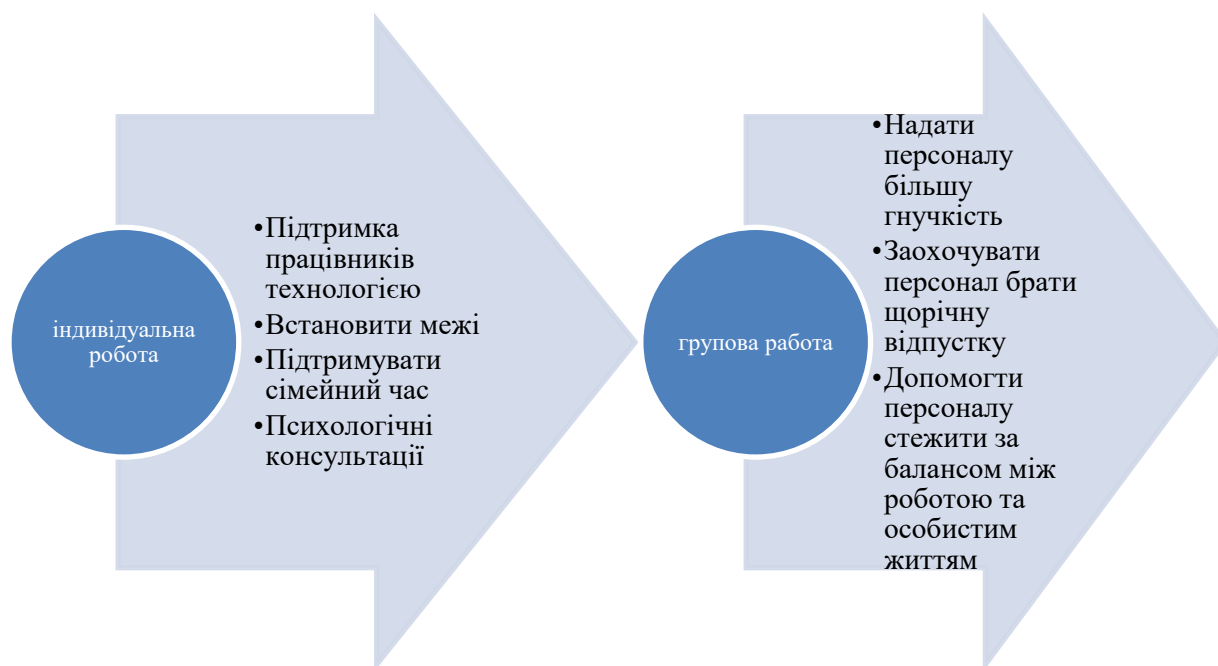 індивідуальна
робота
•Підтримка
працівників
технологією
•Встановити межі
•Підтримувати
сімейний час
•Психологічні
консультації
групова работа
•Надати
персоналу
більшу
гнучкість
•Заохочувати
персонал брати
щорічну
відпустку
•Допомогти
персоналу
стежити за
балансом між
роботою та
особистим
життям